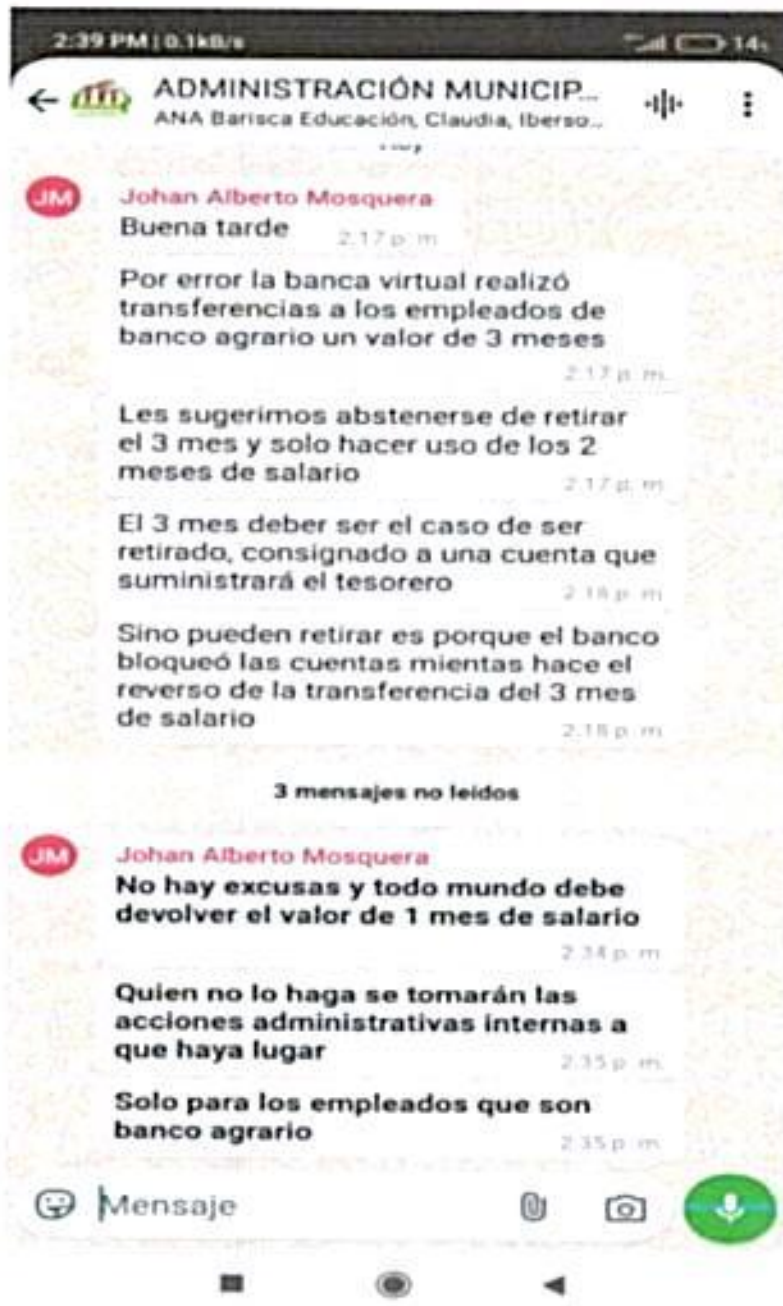 2:39 PM | 0.1kB/s
14
ADMINISTRACIÓN MUNICIP...
ANA Barisca Educación, Claudia, Iberso...
JM
Johan Alberto Mosquera
Buena tarde
2:17 p. m.
Por error la banca virtual realizó
transferencias a los empleados de
banco agrario un valor de 3 meses
2:17 p. m.
Les sugerimos abstenerse de retirar
el 3 mes y solo hacer uso de los 2
meses de salario
2:17 p. m.
El 3 mes deber ser el caso de ser
retirado, consignado a una cuenta que
suministrará el tesorero
2:18 p. m.
Sino pueden retirar es porque el banco
bloqueó las cuentas mientas hace el
reverso de la transferencia del 3 mes
de salario
2:18 p. m.
3 mensajes no leídos
JM
Johan Alberto Mosquera
No hay excusas y todo mundo debe
devolver el valor de 1 mes de salario
2:34 p. m.
Quien no lo haga se tomarán las
acciones administrativas internas a
que haya lugar
2:35 p. m.
Solo para los empleados que son
banco agrario
2:35 p. m.
Mensaje